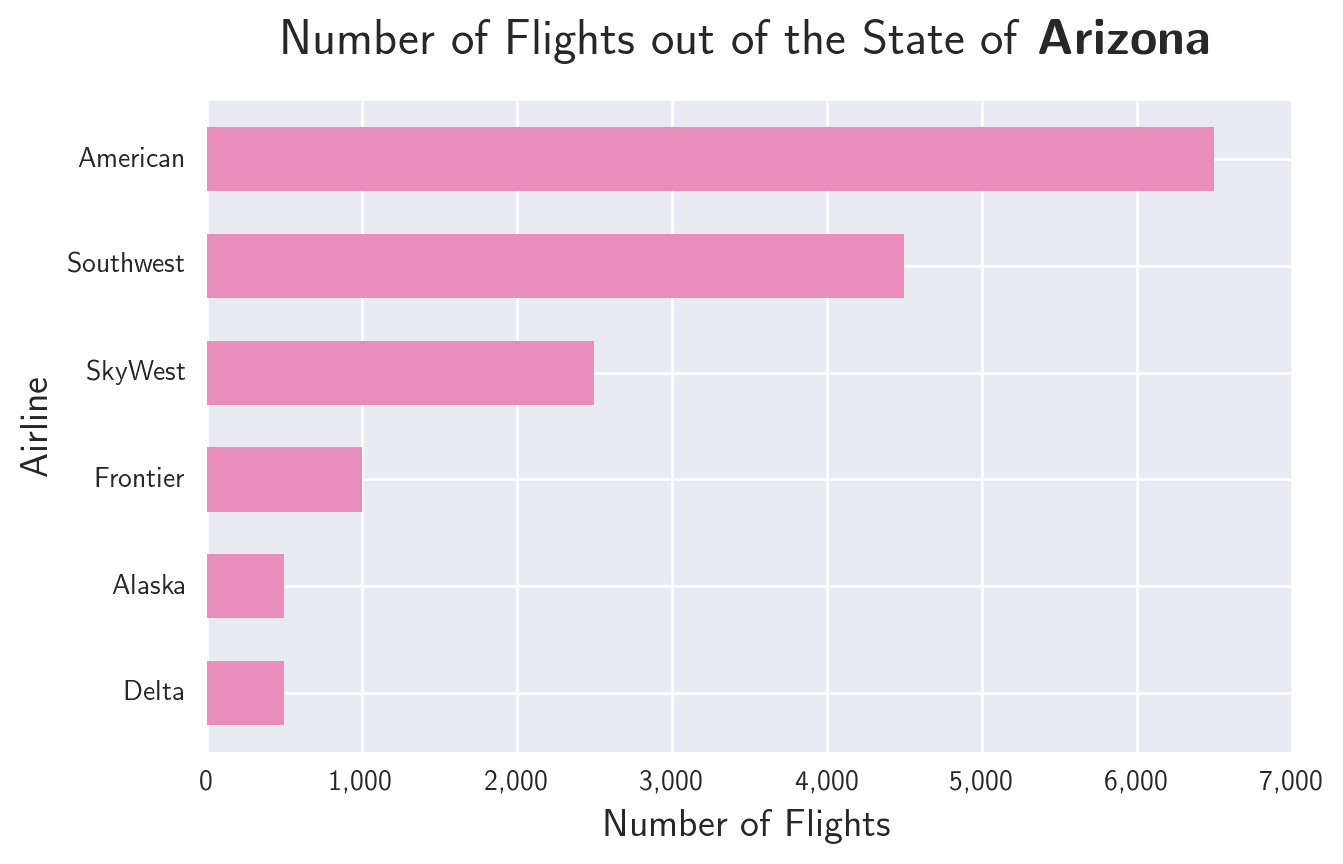 Number of Flights out of the State of Arizona
American
Southwest
SkyWest
Frontier
Alaska
Delta
Airline
0 1,000 2,000 3,000 4,000 5,000 6,000 7,000
Number of Flights